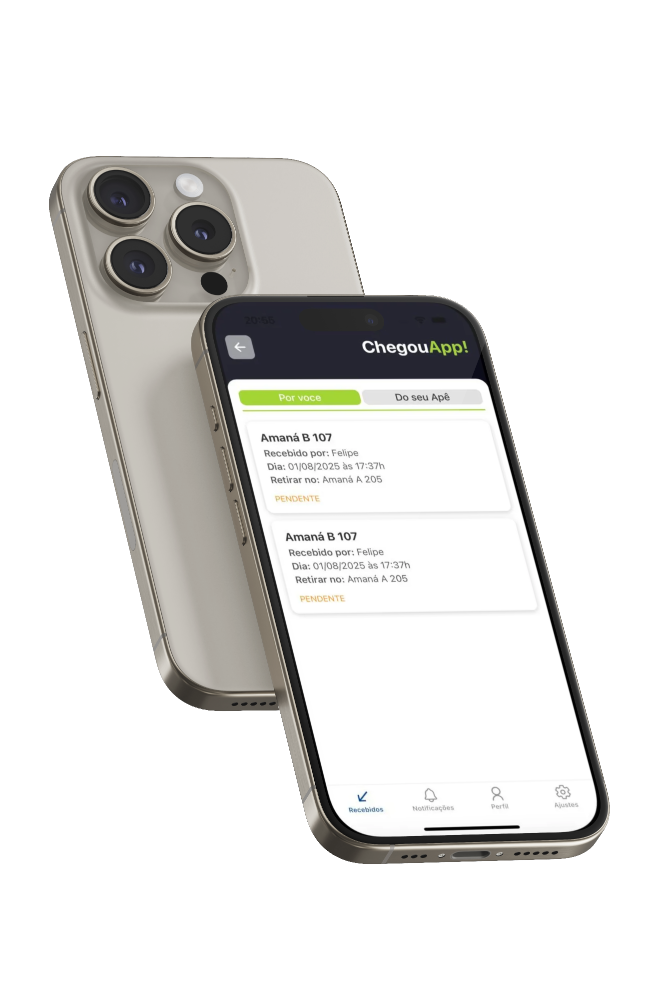 20:55
ChegouApp!
Por voce
Do seu Apê
Amaná B 107
Recebido por: Felipe
Dia: 01/08/2025 às 17:37h
Retirar no: Amaná A 205
PENDENTE
Amaná B 107
Recebido por: Felipe
Dia: 01/08/2025 às 17:37h
Retirar no: Amaná A 205
PENDENTE
Recebidos
Notificações
Perfil
Ajustes